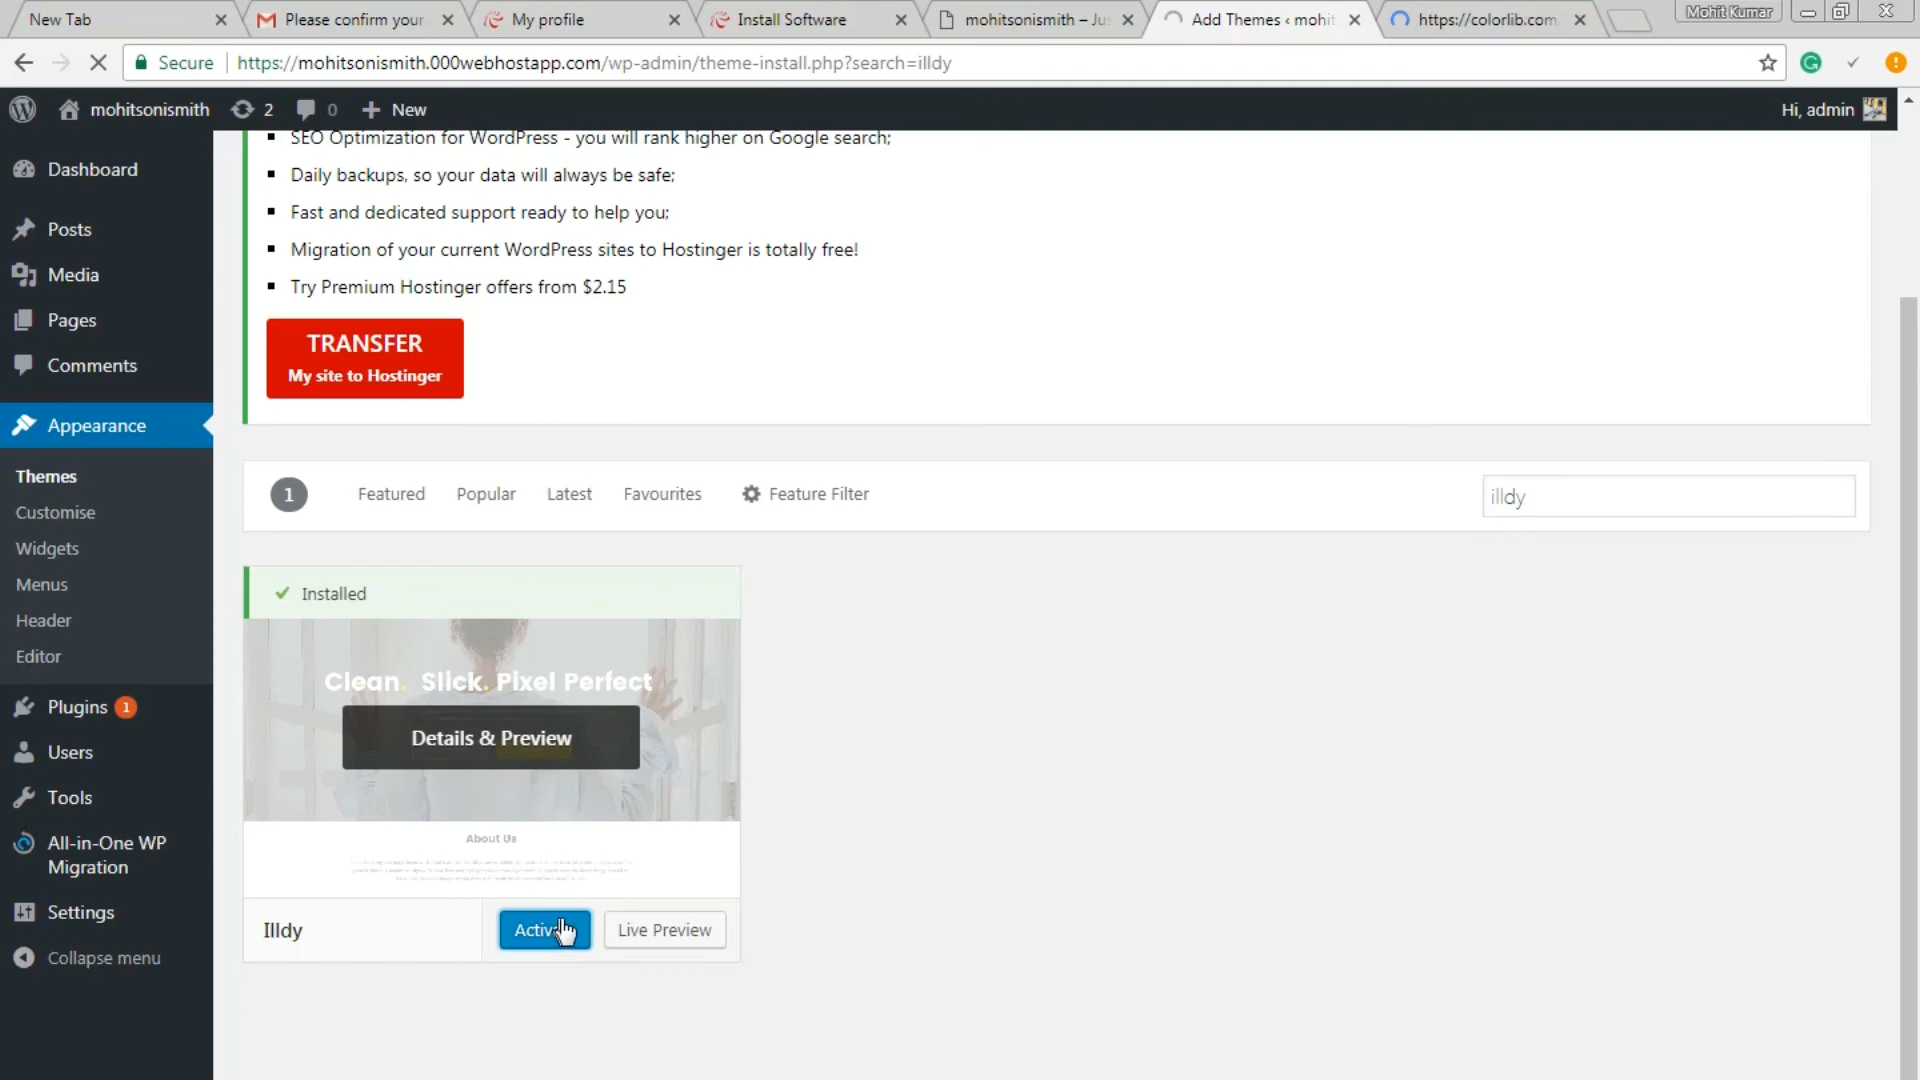 New Tab
Please confirm your
My profile
Install Software
mohitsonismith – Ju
Add Themes ‹ mohit
https://colorlib.com
Mohit Kumar
Secure
https://mohitsonismith.000webhostapp.com/wp-admin/theme-install.php?search=illdy
mohitsonismith
2
0
New
Hi, admin
Dashboard
Posts
Media
Pages
Comments
Appearance
Themes
Customise
Widgets
Menus
Header
Editor
Plugins 1
Users
Tools
All-in-One WP
Migration
Settings
Collapse menu
SEO Optimization for WordPress - you will rank higher on Google search;
Daily backups, so your data will always be safe;
Fast and dedicated support ready to help you;
Migration of your current WordPress sites to Hostinger is totally free!
Try Premium Hostinger offers from $2.15
TRANSFER
My site to Hostinger
1
Featured
Popular
Latest
Favourites
Feature Filter
illdy
Installed
Clean. Slick. Pixel Perfect
Details & Preview
About Us
Illdy
Activ
Live Preview